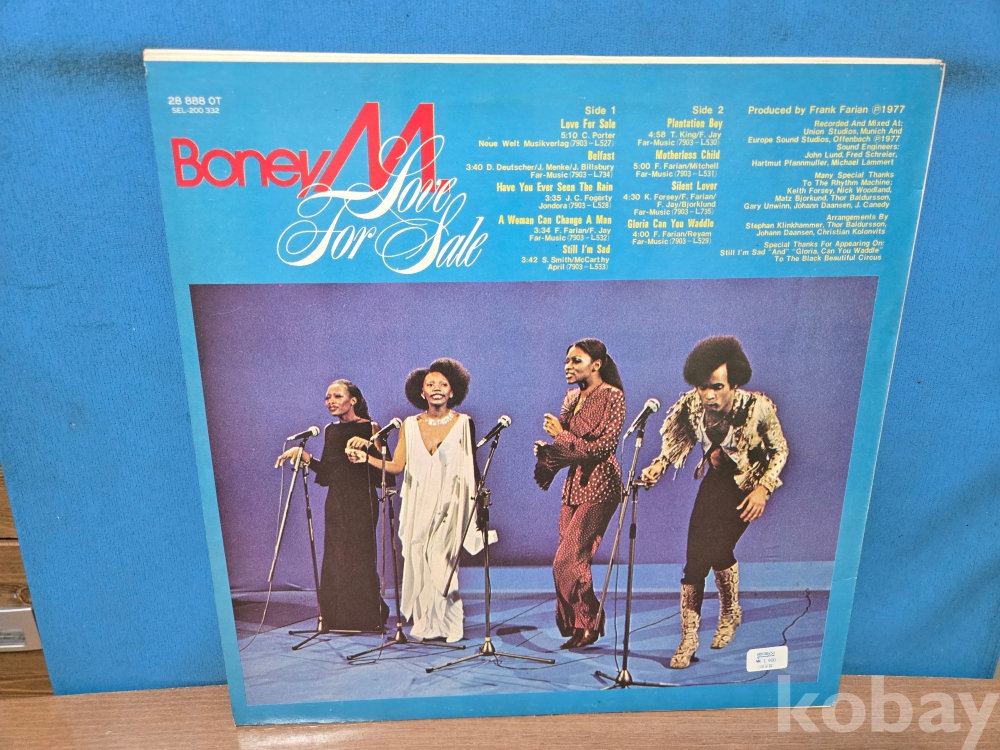 28 888 OT
SEL-200 332
Boney M
Love
For Sale
Side 1
Love For Sale
5:10 C. Porter
Neue Welt Musikverlag (7903 - L527)
Belfast
3:40 D. Deutscher/J. Menke/J. Billsbury
Far-Music (7903 - L734)
Have You Ever Seen The Rain
3:35 J. C. Fogerty
Jondora (7903 - L528)
A Woman Can Change A Man
3:34 F. Farian/F. Jay
Far-Music (7903 - L532)
Still I'm Sad
3:42 S. Smith/McCarthy
April (7903 - L533)
Side 2
Plantation Boy
4:58 T. King/F. Jay
Far-Music (7903 - L530)
Motherless Child
5:00 F. Farian/Mitchell
Far-Music (7903 - L531)
Silent Lover
4:30 K. Forsey/F. Farian/
F. Jay/Bjorklund
Far-Music (7903 - L735)
Gloria Can You Waddle
4:00 F. Farian/Reyam
Far-Music (7903 - L529)
Produced by Frank Farian ℗1977
Recorded And Mixed At:
Union Studios, Munich And
Europe Sound Studios, Offenbach ℗1977
Sound Engineers:
John Lund, Fred Schreier,
Hartmut Pfannmuller, Michael Lammert
Many Special Thanks
To The Rhythm Machine:
Keith Forsey, Nick Woodland,
Matz Bjorklund, Thor Baldursson,
Gary Unwinn, Johann Daansen, J. Canedy
Arrangements By
Stephan Klinkhammer, Thor Baldursson,
Johann Daansen, Christian Kolonvits
Special Thanks For Appearing On:
Still I'm Sad "And" "Gloria, Can You Waddle"
To The Black Beautiful Circus
kobay